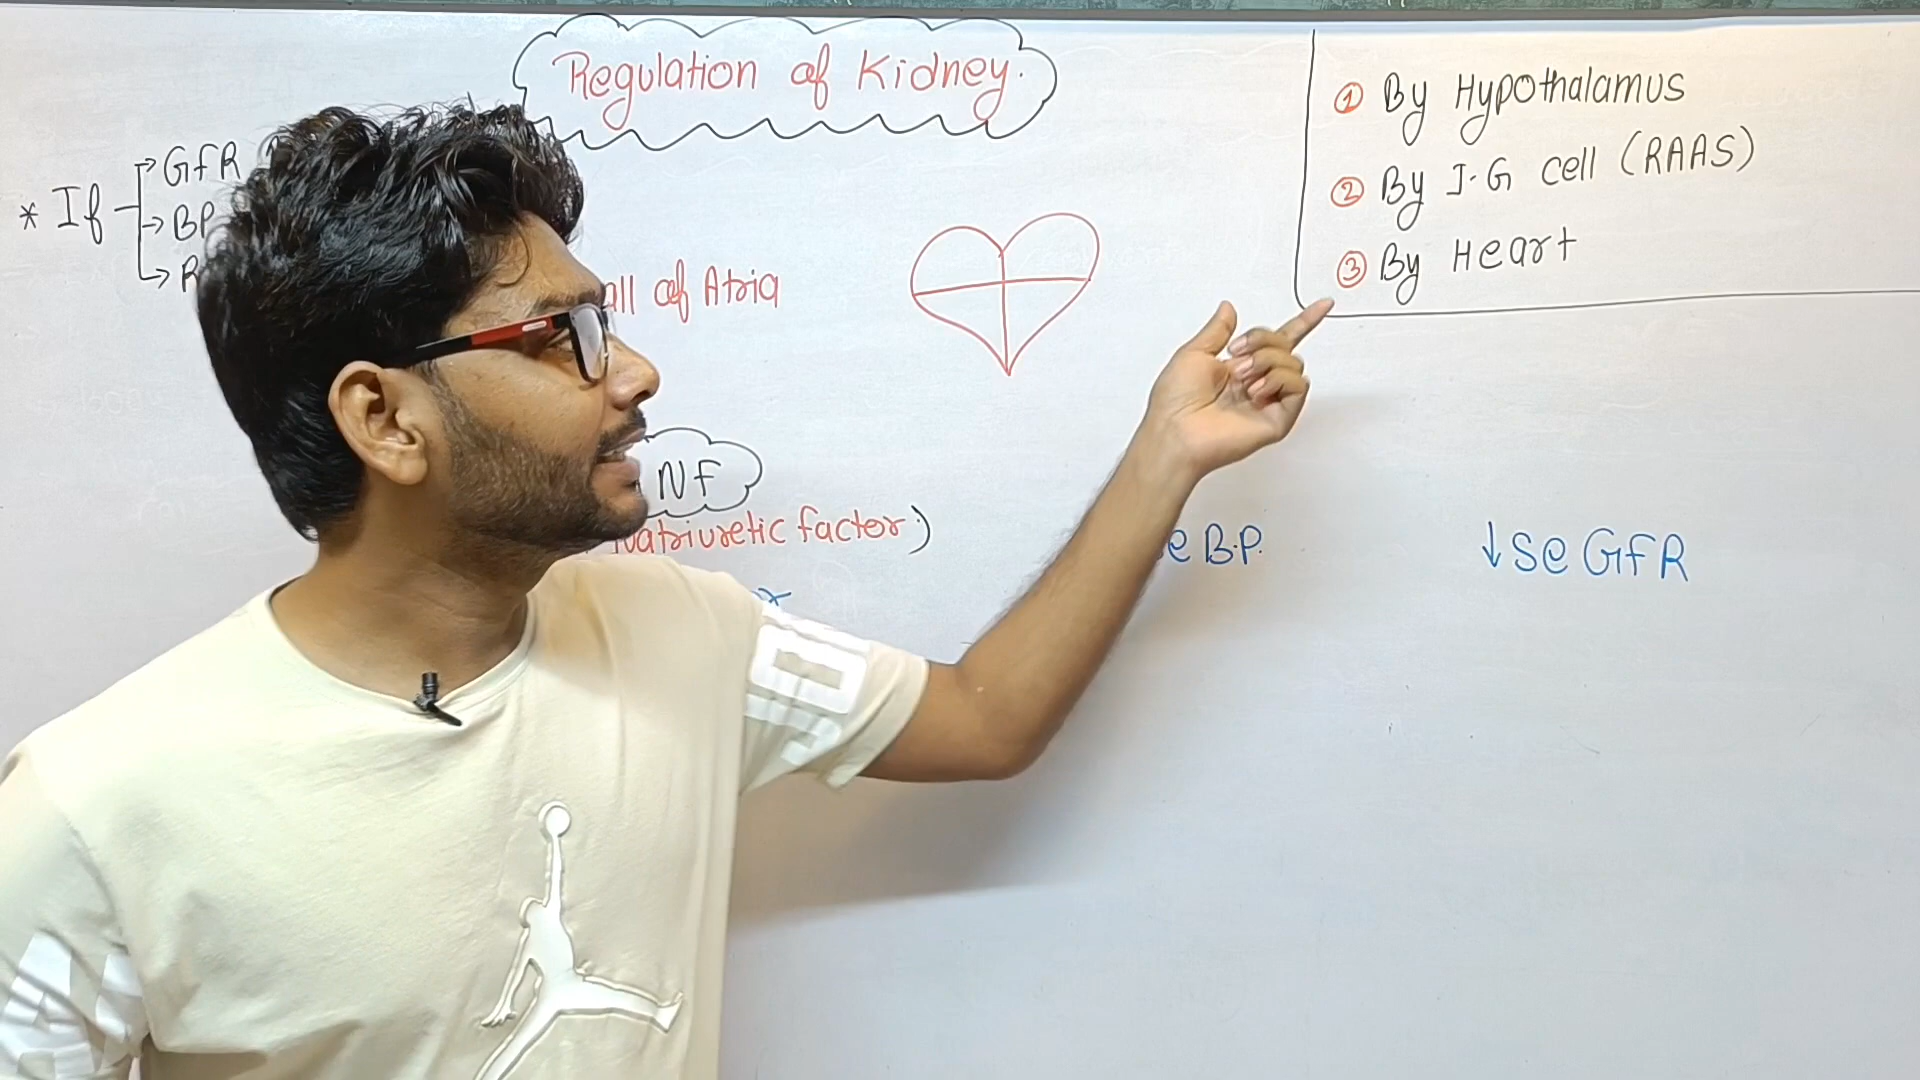 Regulation of Kidney.
* If → GfR
→ BP
→ R
of Atria
① By Hypothalamus
② By J-G cell (RAAS)
③ By Heart
NF
Natriuretic factor)
B.P.
↓se GfR